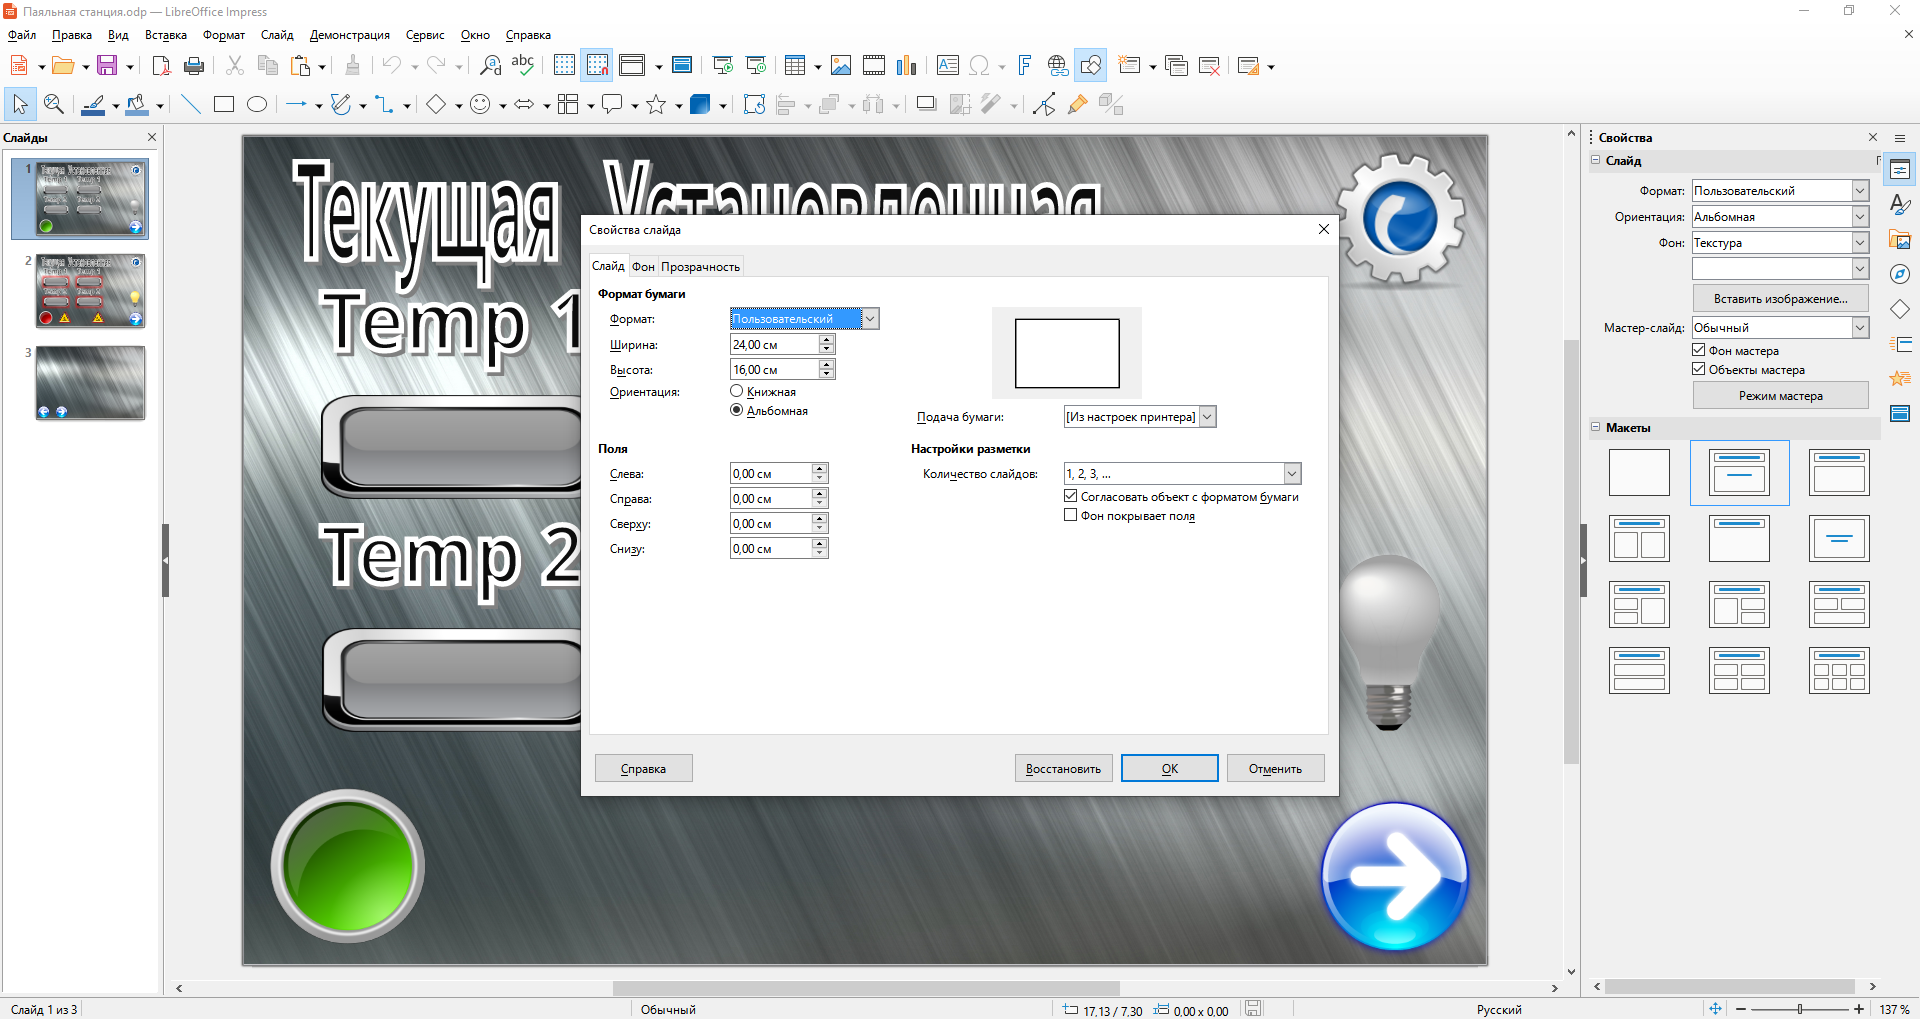 Паяльная станция.odp — LibreOffice Impress
Файл Правка Вид Вставка Формат Слайд Демонстрация Сервис Окно Справка
Слайды
1
2
3
Слайд 1 из 3
Текущая Установленная
Temp 1
Temp 2
Свойства слайда
Слайд Фон Прозрачность
Формат бумаги
Формат: Пользовательский
Ширина: 24,00 см
Высота: 16,00 см
Ориентация: Книжная
Альбомная
Подача бумаги: [Из настроек принтера]
Поля
Слева: 0,00 см
Справа: 0,00 см
Сверху: 0,00 см
Снизу: 0,00 см
Настройки разметки
Количество слайдов: 1, 2, 3, ...
Согласовать объект с форматом бумаги
Фон покрывает поля
Справка Восстановить OK Отменить
Свойства
Слайд
Формат: Пользовательский
Ориентация: Альбомная
Фон: Текстура
Вставить изображение...
Мастер-слайд: Обычный
Фон мастера
Объекты мастера
Режим мастера
Макеты
Обычный
17,13 / 7,30 0,00 x 0,00
Русский
137 %